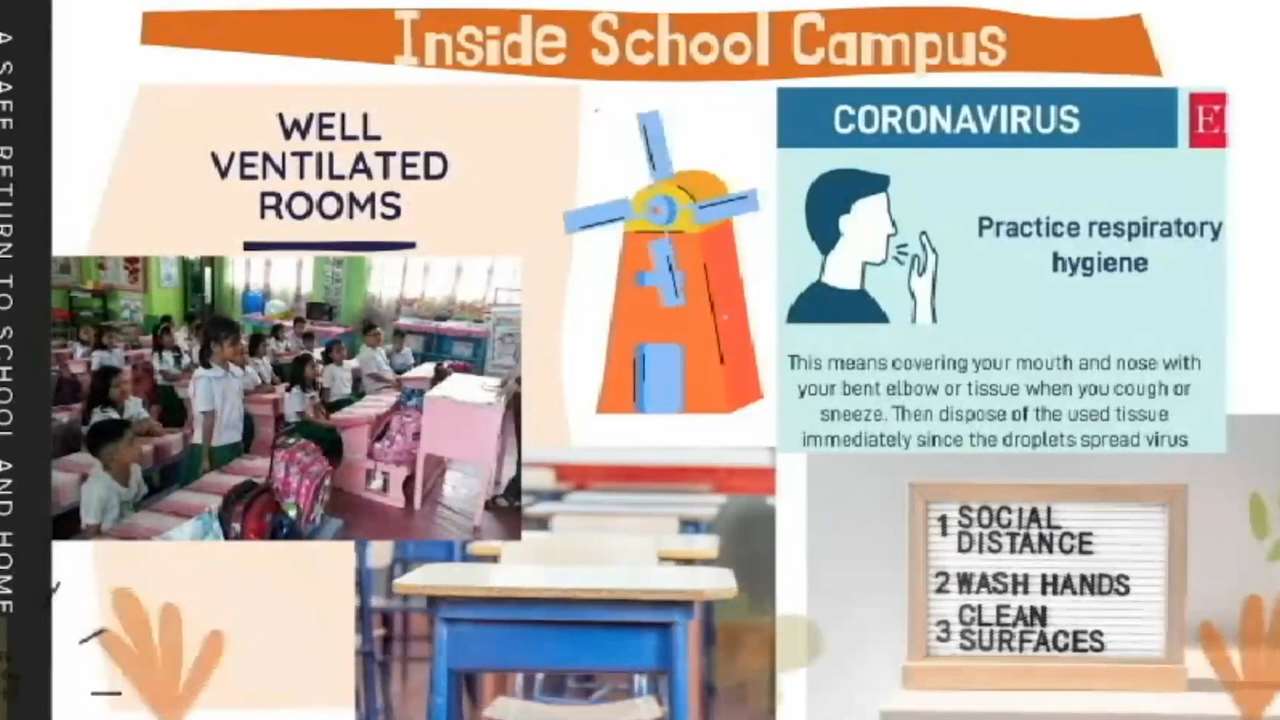 A SAFE RETURN TO SCHOOL AND HOME
Inside School Campus
WELL
VENTILATED
ROOMS
CORONAVIRUS
E
Practice respiratory
hygiene
This means covering your mouth and nose with
your bent elbow or tissue when you cough or
sneeze. Then dispose of the used tissue
immediately since the droplets spread virus
1 SOCIAL
DISTANCE
2 WASH HANDS
3 CLEAN
SURFACES